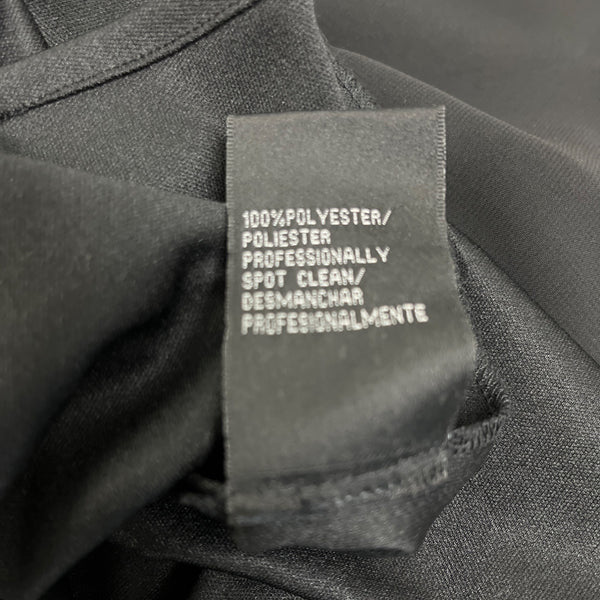 100%POLYESTER/
POLIESTER
PROFESSIONALLY
SPOT CLEAN/
DESMANCHAR
PROFESIONALMENTE